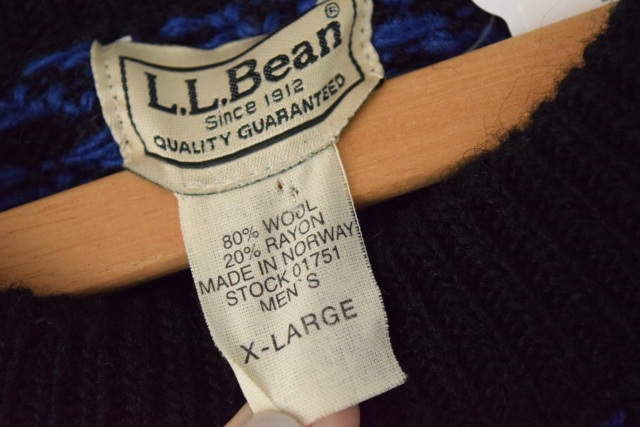 L.L.Bean®
Since 1912
QUALITY GUARANTEED
80% WOOL
20% RAYON
MADE IN NORWAY
STOCK 01751
MEN'S
X-LARGE